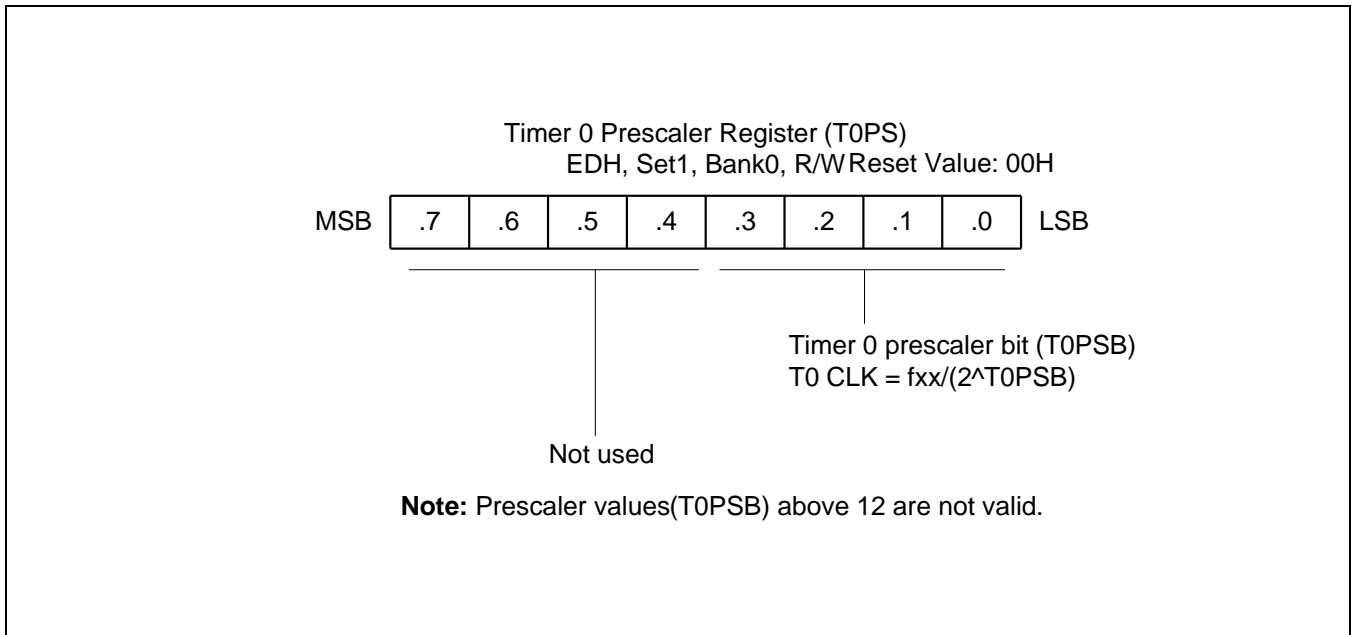 Timer 0 Prescaler Register (T0PS)
EDH, Set1, Bank0, R/W Reset Value: 00H
MSB .7 .6 .5 .4 .3 .2 .1 .0 LSB
Timer 0 prescaler bit (T0PSB)
T0 CLK = fxx/(2^T0PSB)
Not used
Note: Prescaler values(T0PSB) above 12 are not valid.